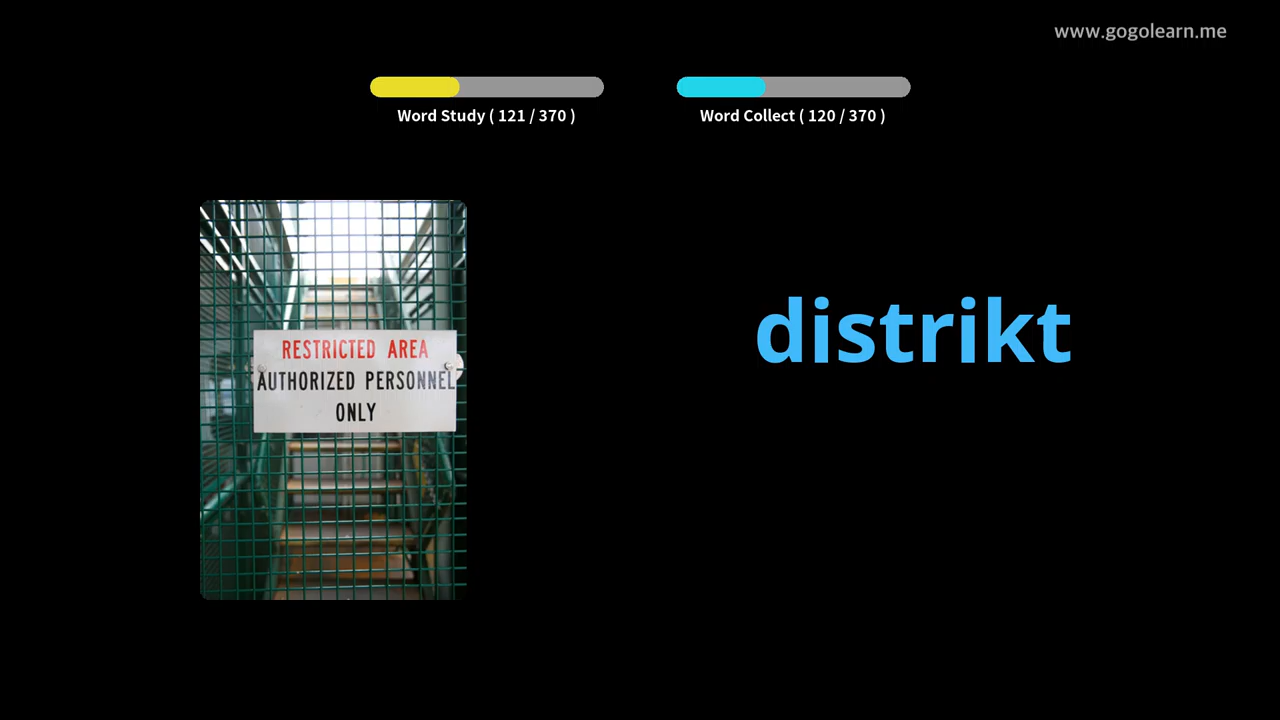 www.gogolearn.me
Word Study ( 121 / 370 )
Word Collect ( 120 / 370 )
RESTRICTED AREA
AUTHORIZED PERSONNEL
ONLY
distrikt